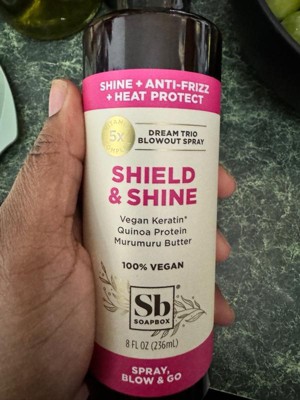 SHINE + ANTI-FRIZZ
+ HEAT PROTECT
5x
DREAM TRIO
BLOWOUT SPRAY
SHIELD
& SHINE
Vegan Keratin*
Quinoa Protein
Murumuru Butter
100% VEGAN
Sb®
SOAPBOX
8 FL OZ (236mL)
SPRAY,
BLOW & GO